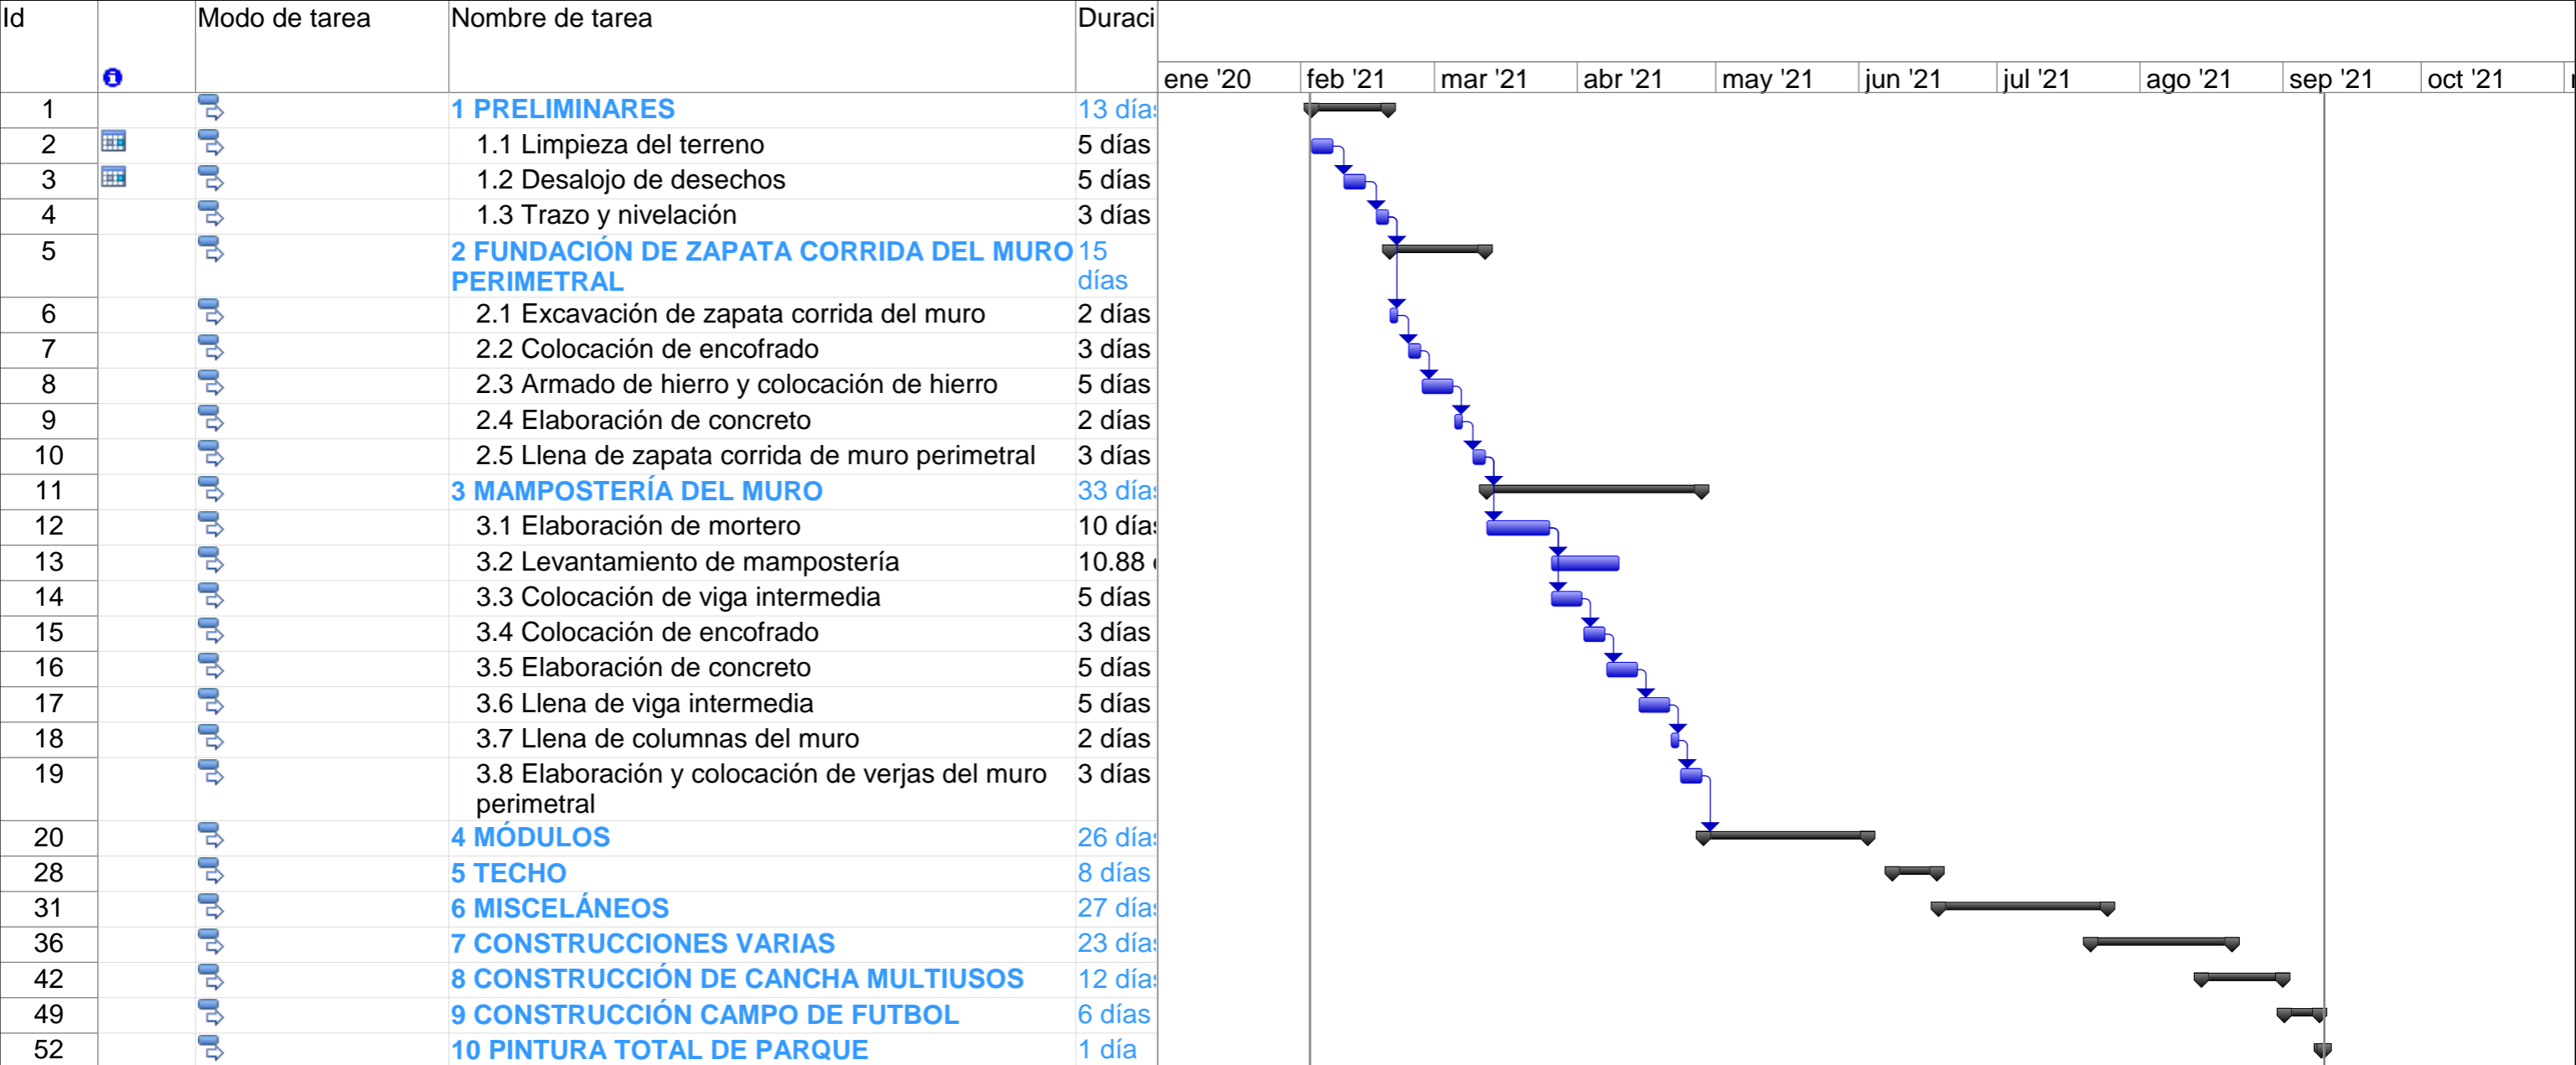 Id Modo de tarea Nombre de tarea Duraci
ene '20 feb '21 mar '21 abr '21 may '21 jun '21 jul '21 ago '21 sep '21 oct '21
1 1 PRELIMINARES 13 días
2 1.1 Limpieza del terreno 5 días
3 1.2 Desalojo de desechos 5 días
4 1.3 Trazo y nivelación 3 días
5 2 FUNDACIÓN DE ZAPATA CORRIDA DEL MURO 15
PERIMETRAL días
6 2.1 Excavación de zapata corrida del muro 2 días
7 2.2 Colocación de encofrado 3 días
8 2.3 Armado de hierro y colocación de hierro 5 días
9 2.4 Elaboración de concreto 2 días
10 2.5 Llena de zapata corrida de muro perimetral 3 días
11 3 MAMPOSTERÍA DEL MURO 33 días
12 3.1 Elaboración de mortero 10 días
13 3.2 Levantamiento de mampostería 10.88
14 3.3 Colocación de viga intermedia 5 días
15 3.4 Colocación de encofrado 3 días
16 3.5 Elaboración de concreto 5 días
17 3.6 Llena de viga intermedia 5 días
18 3.7 Llena de columnas del muro 2 días
19 3.8 Elaboración y colocación de verjas del muro 3 días
perimetral
20 4 MÓDULOS 26 días
28 5 TECHO 8 días
31 6 MISCELÁNEOS 27 días
36 7 CONSTRUCCIONES VARIAS 23 días
42 8 CONSTRUCCIÓN DE CANCHA MULTIUSOS 12 días
49 9 CONSTRUCCIÓN CAMPO DE FUTBOL 6 días
52 10 PINTURA TOTAL DE PARQUE 1 día